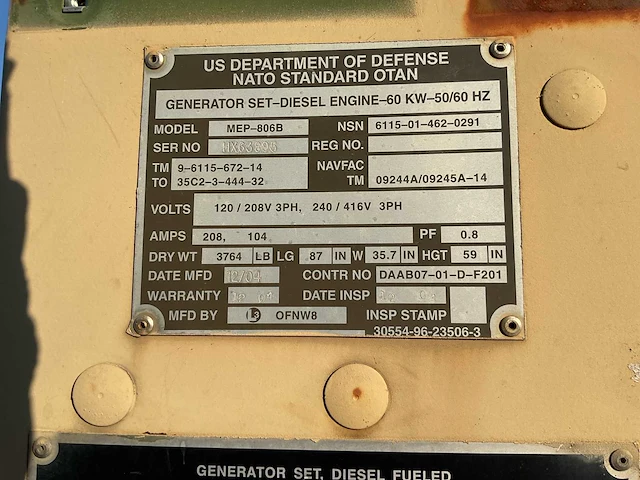 US DEPARTMENT OF DEFENSE
NATO STANDARD OTAN
GENERATOR SET-DIESEL ENGINE-60 KW-50/60 HZ
MODEL MEP-806B NSN 6115-01-462-0291
SER NO REG NO.
TM 9-6115-672-14 NAVFAC
TO 35C2-3-444-32 TM 09244A/09245A-14
VOLTS 120/208V 3PH, 240/416V 3PH
AMPS 208, 104 PF 0.8
DRY WT 3764 LB LG 87 IN W 35.7 IN HGT 59 IN
DATE MFD 12/04 CONTR NO DAAB07-01-D-F201
WARRANTY DATE INSP
MFD BY L3 OFNW8 INSP STAMP
30554-96-23506-3
GENERATOR SET, DIESEL FUELED